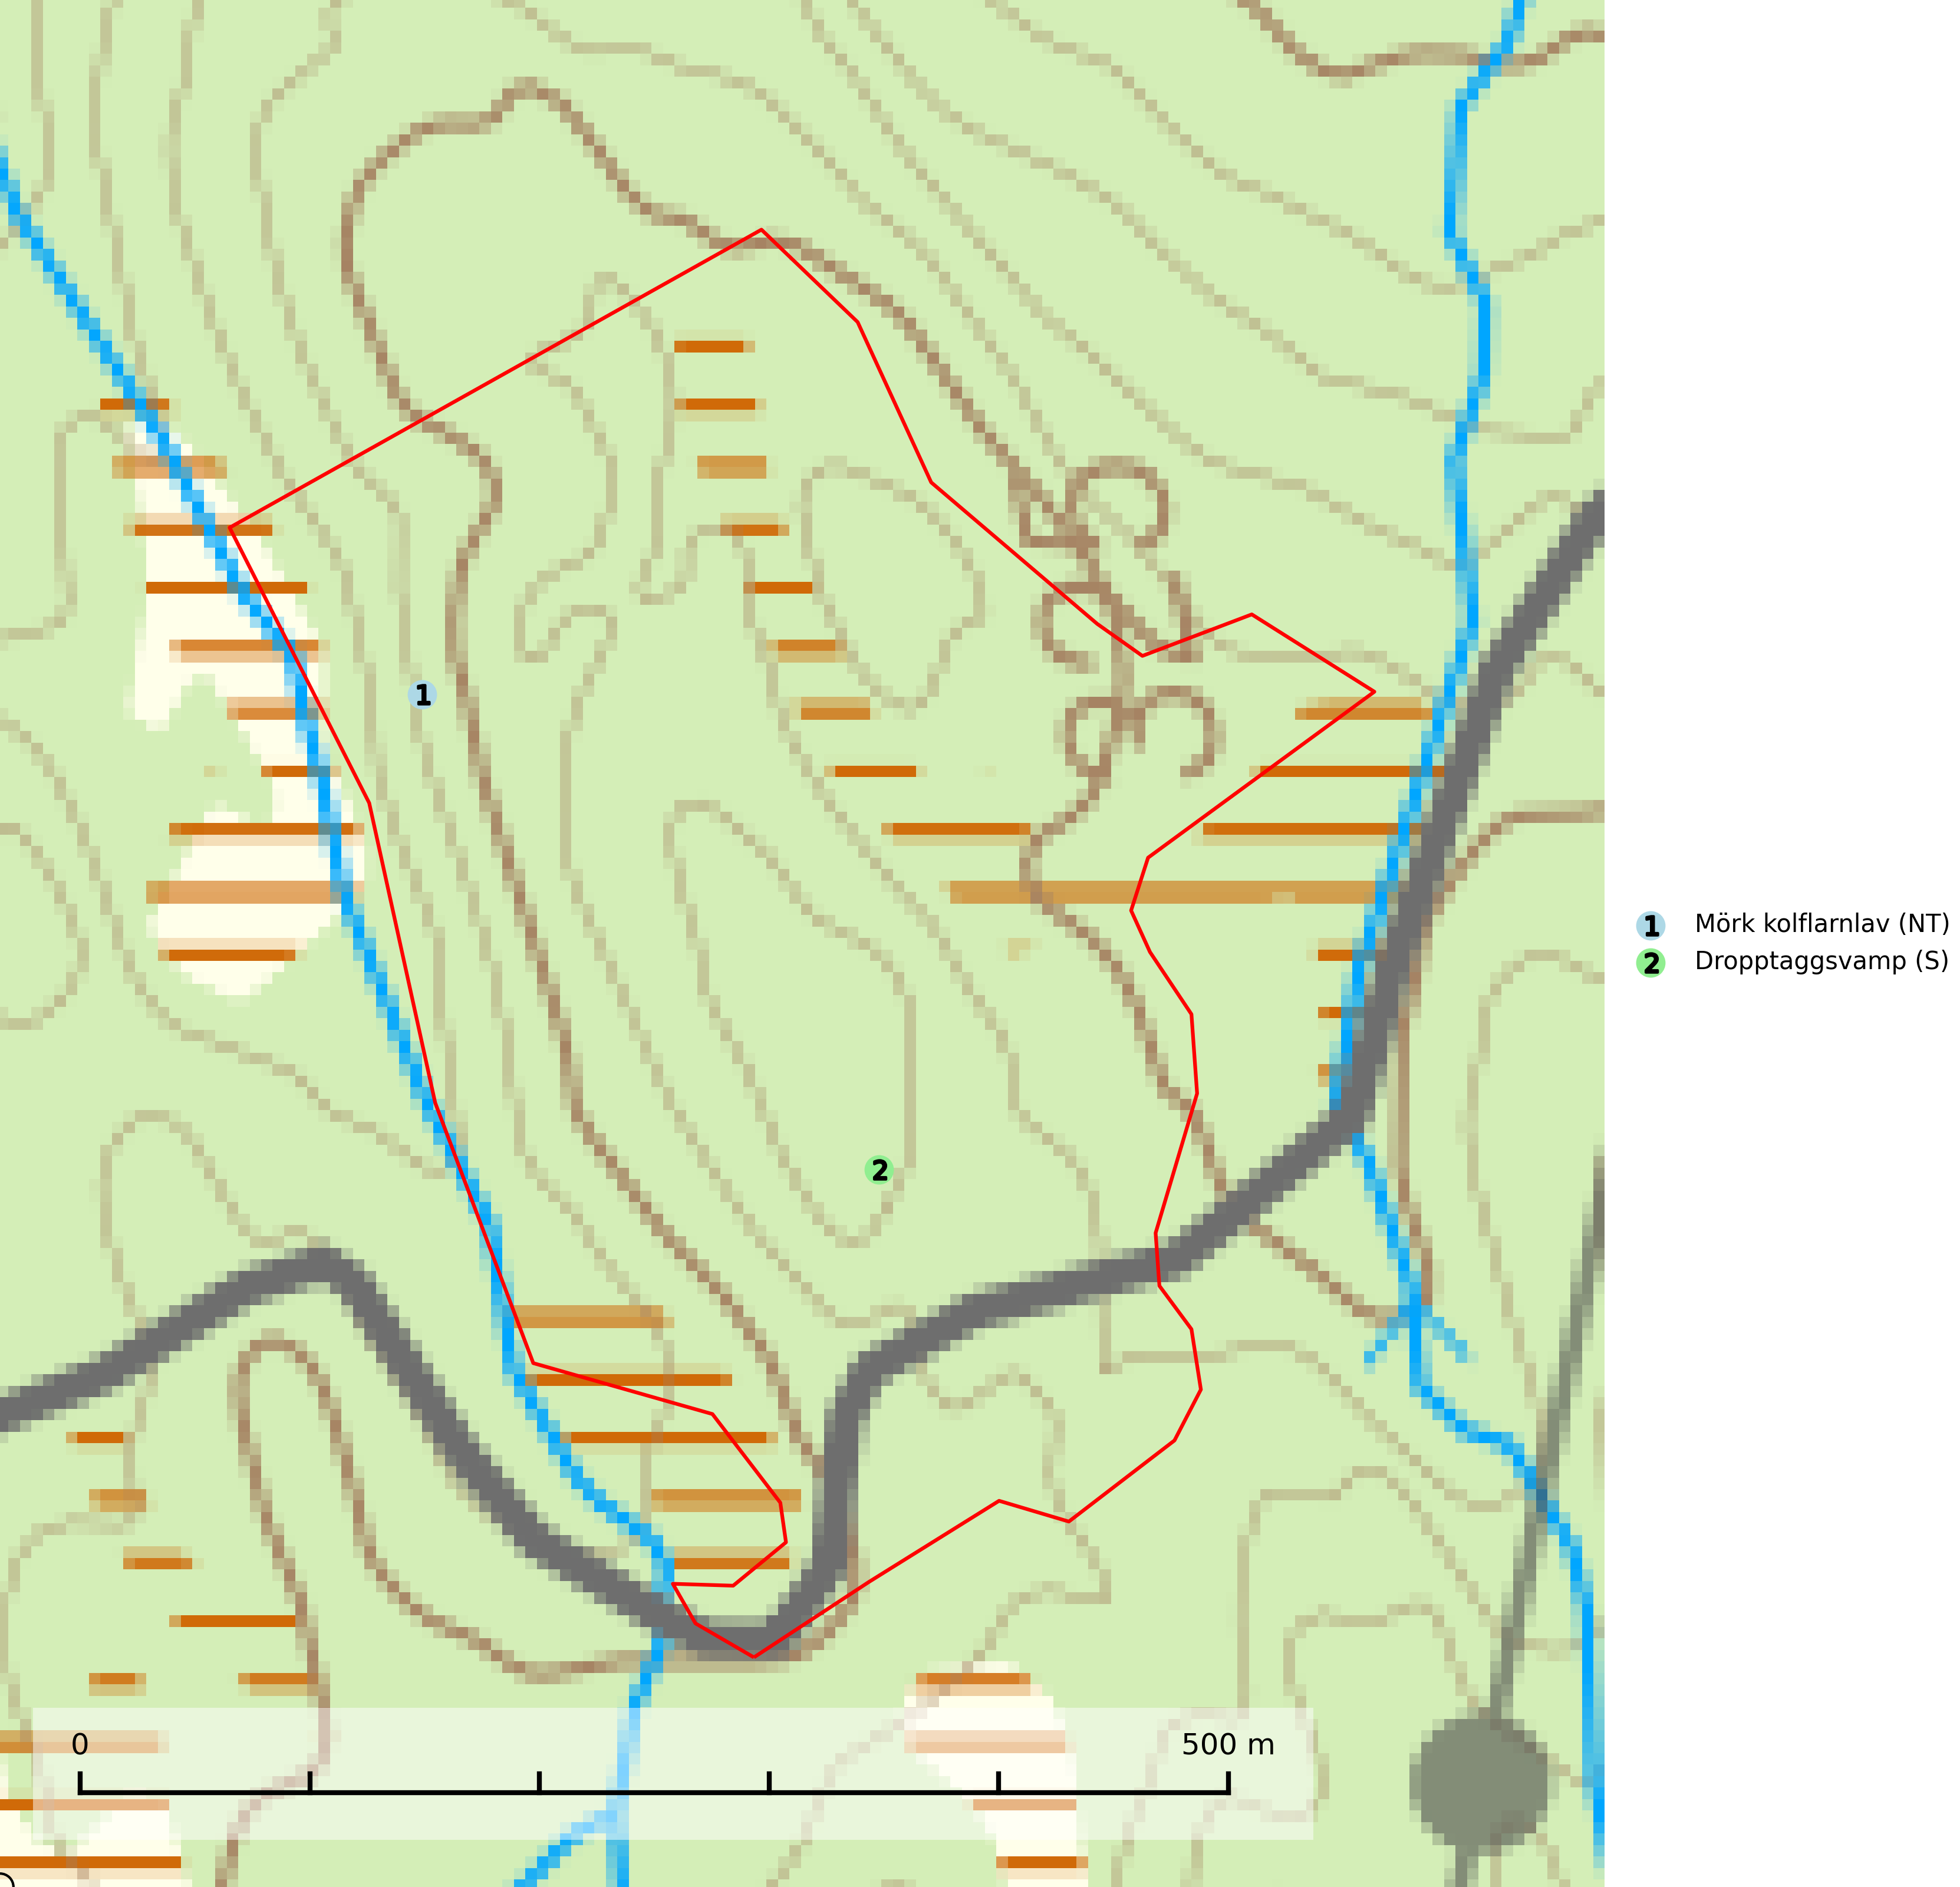 1
2
1 Mörk kolflarnlav (NT)
2 Dropptaggsvamp (S)
0 500 m